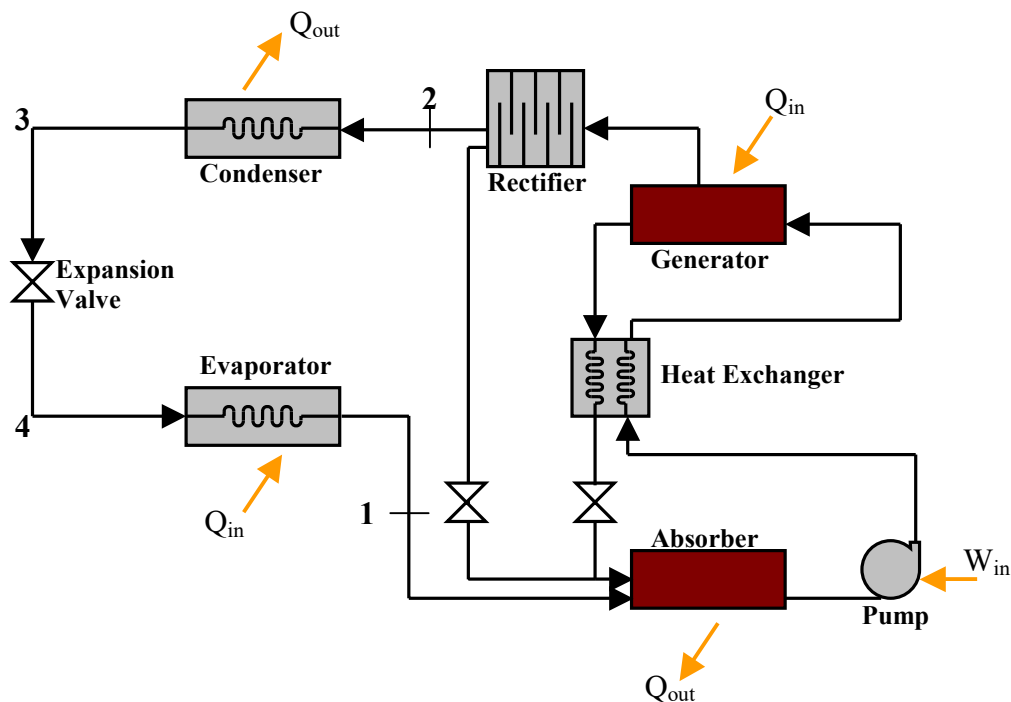 Qout
2
Qin
3
Condenser
Rectifier
Generator
Expansion
Valve
Evaporator
Heat Exchanger
4
1
Qin
Absorber
Win
Pump
Qout